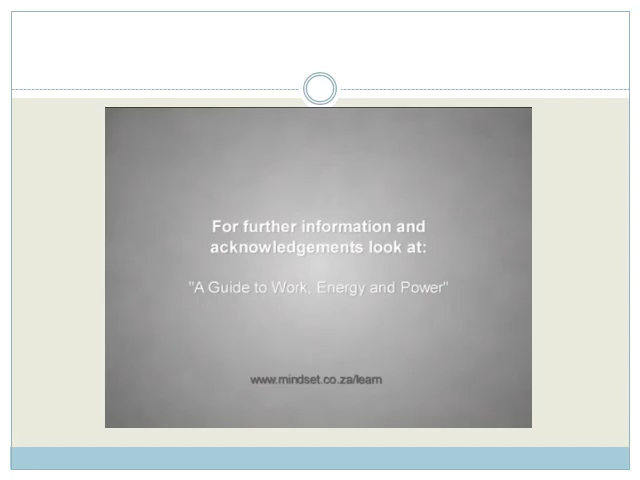 For further information and
acknowledgements look at:
"A Guide to Work, Energy and Power"
www.mindset.co.za/learn